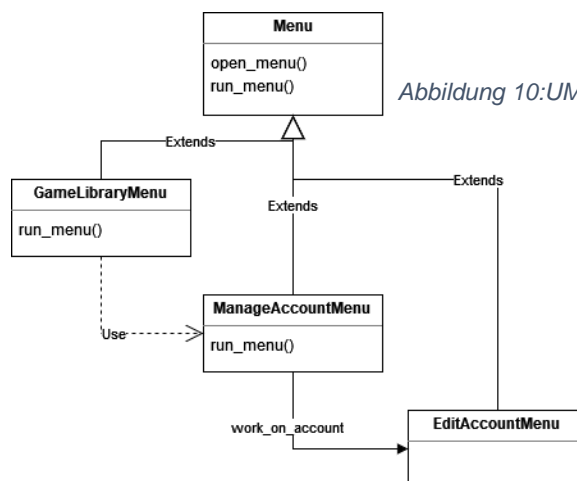 Menu
open_menu()
run_menu()
Abbildung 10:UM
Extends
GameLibraryMenu
run_menu()
Extends
Extends
Use
ManageAccountMenu
run_menu()
work_on_account
EditAccountMenu